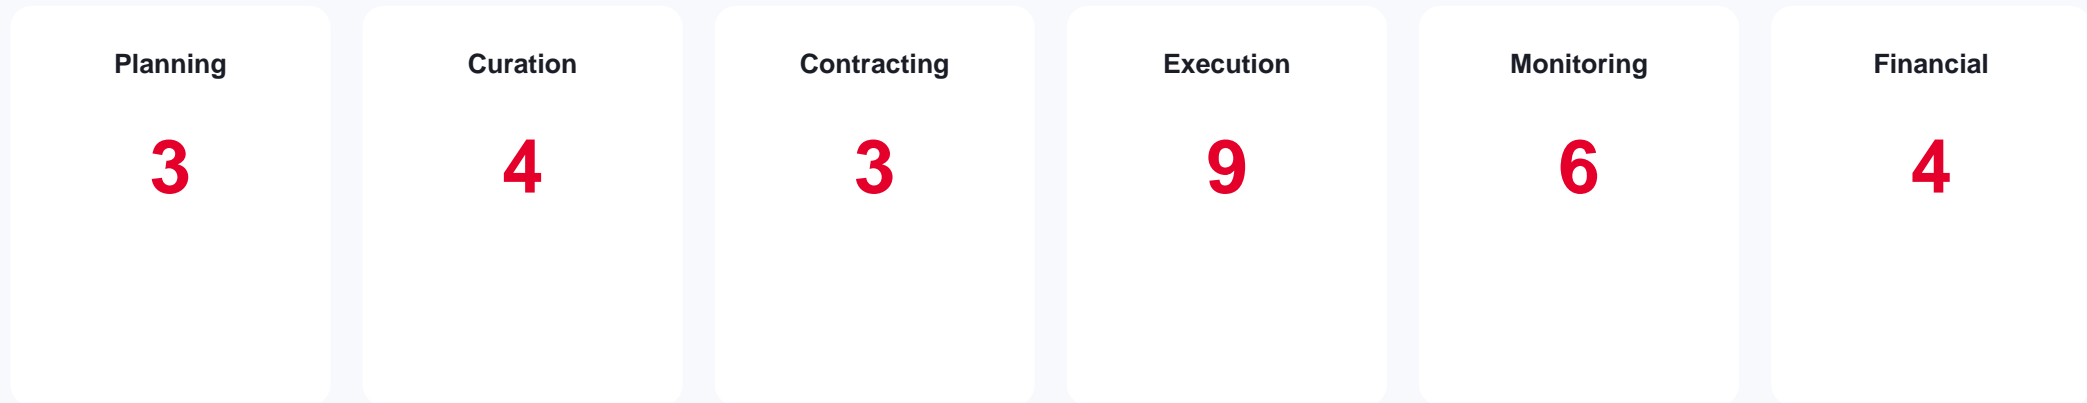 Planning
3
Curation
4
Contracting
3
Execution
9
Monitoring
6
Financial
4